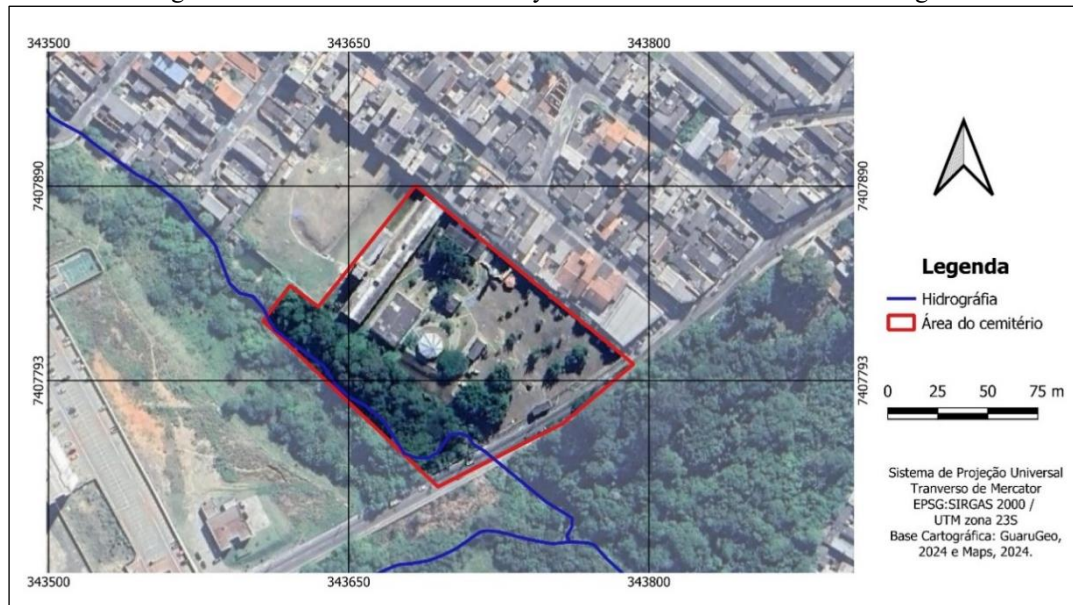 343500 343650 343800
7407890 7407890
7407793 7407793
Legenda
Hidrográfia
Área do cemitério
0 25 50 75 m
Sistema de Projeção Universal
Tranverso de Mercator
EPSG:SIRGAS 2000 /
UTM zona 23S
Base Cartográfica: GuaruGeo,
2024 e Maps, 2024.
343500 343650 343800